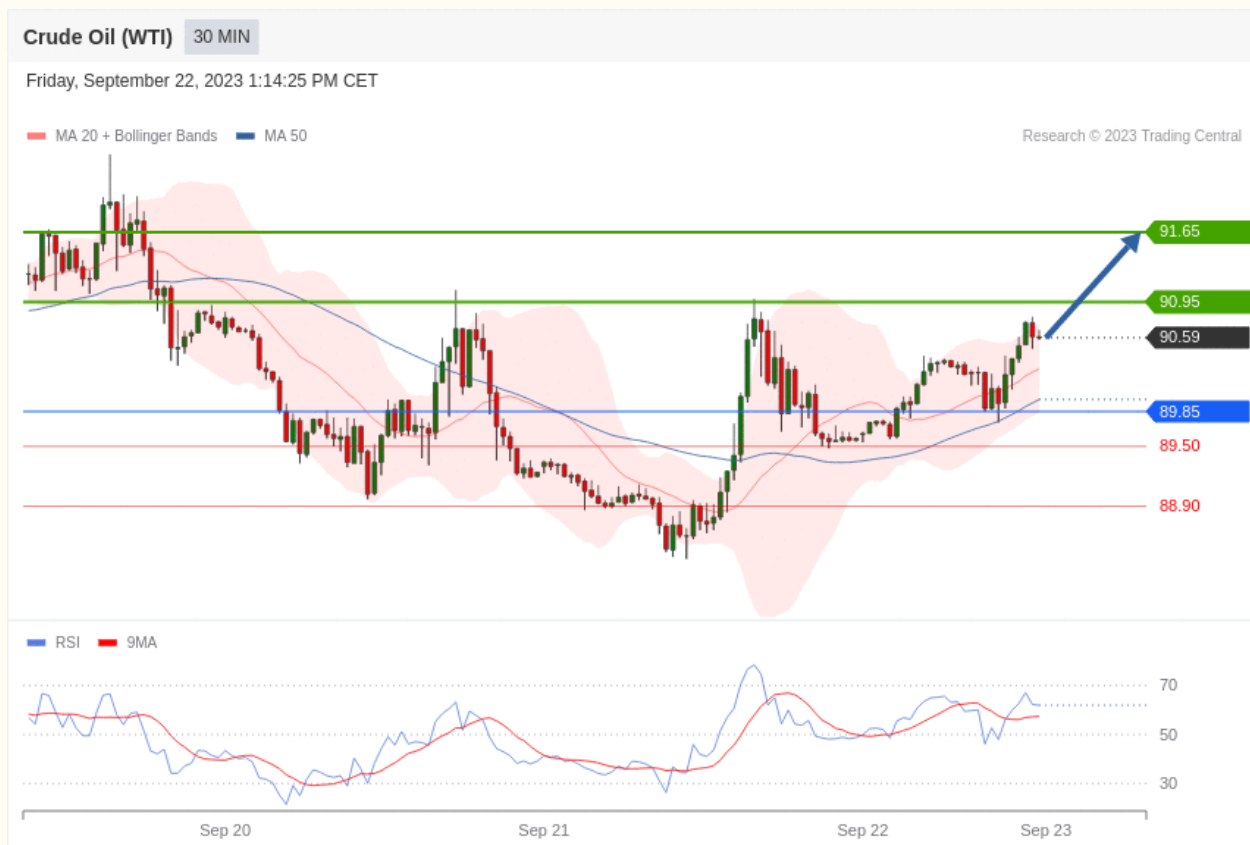 Crude Oil (WTI) 30 MIN
Friday, September 22, 2023 1:14:25 PM CET
MA 20 + Bollinger Bands MA 50 Research © 2023 Trading Central
91.65
90.95
90.59
89.85
89.50
88.90
RSI 9MA
70
50
30
Sep 20 Sep 21 Sep 22 Sep 23